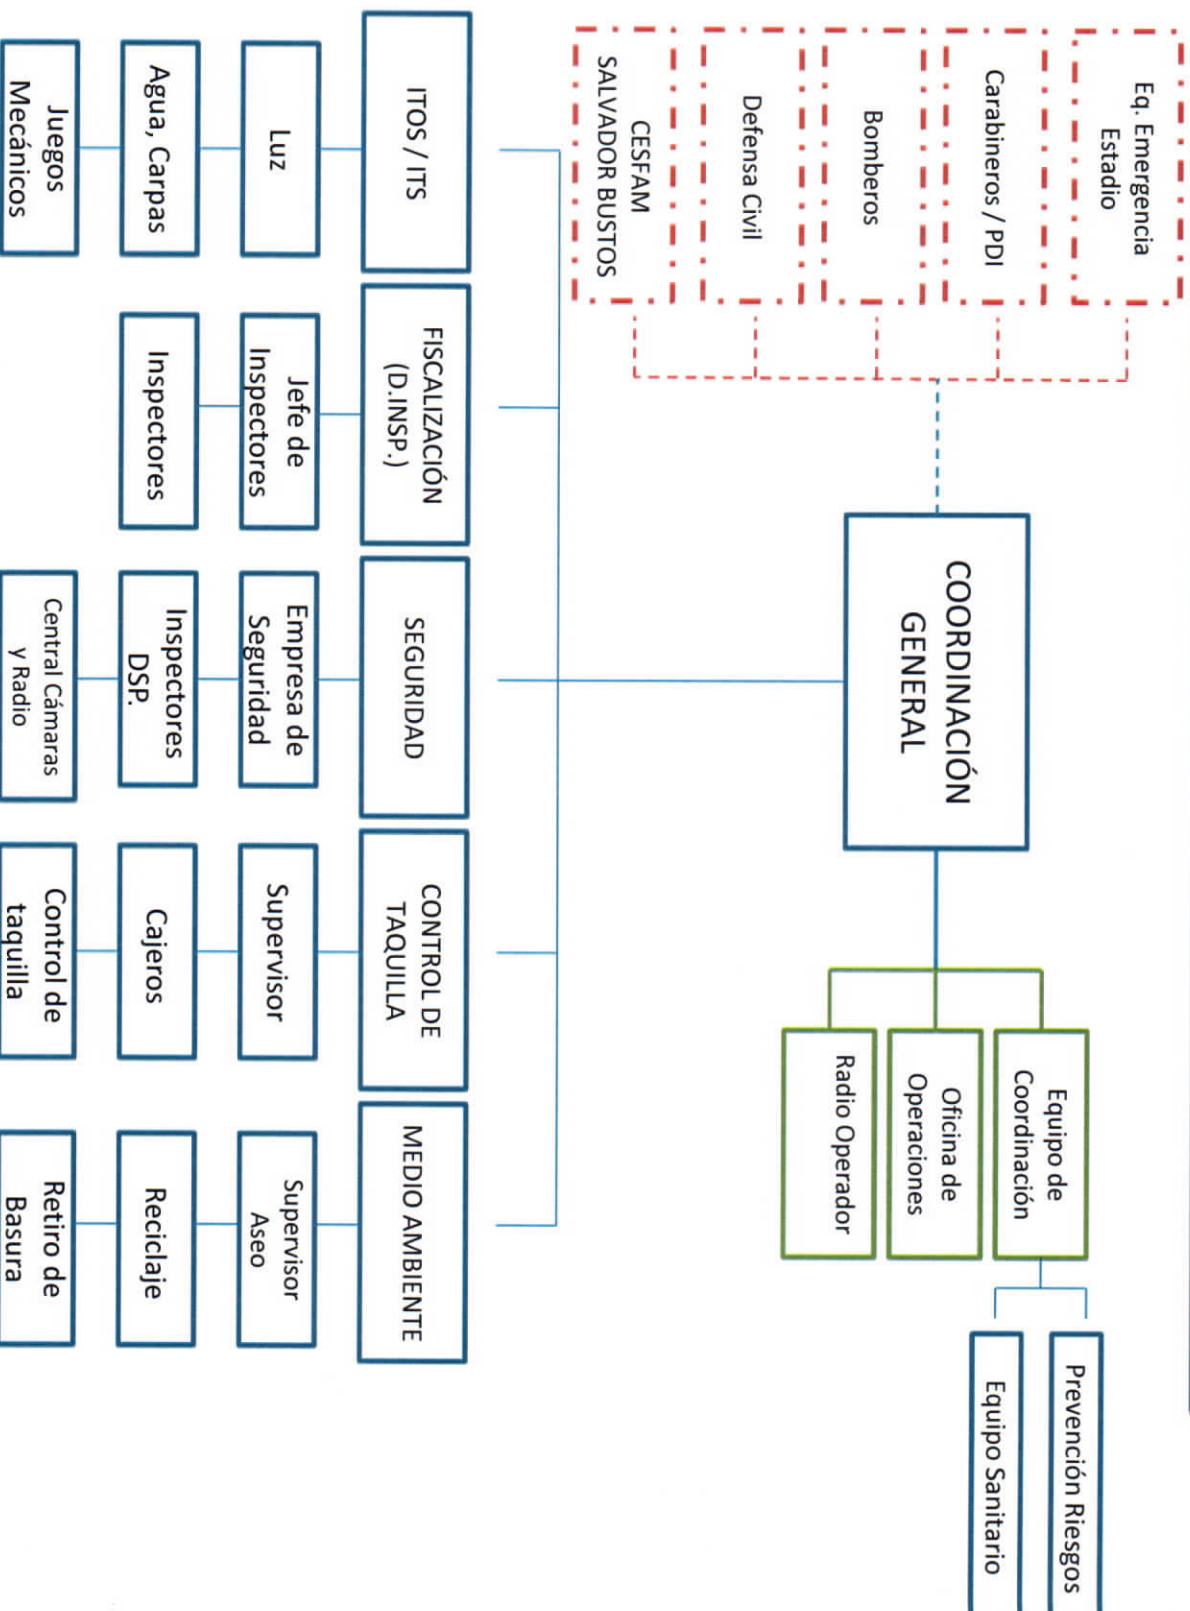 Eq. Emergencia
Estadio
Carabineros / PDI
Bomberos
Defensa Civil
CESFAM
SALVADOR BUSTOS
COORDINACIÓN
GENERAL
Equipo de
Coordinación
Oficina de
Operaciones
Radio Operador
Prevención Riesgos
Equipo Sanitario
ITOS / ITS
Luz
Agua, Carpas
Juegos
Mecánicos
FISCALIZACIÓN
(D.INSP.)
Jefe de
Inspectores
Inspectores
SEGURIDAD
Empresa de
Seguridad
Inspectores
DSP.
Central Cámaras
y Radio
CONTROL DE
TAQUILLA
Supervisor
Cajeros
Control de
taquilla
MEDIO AMBIENTE
Supervisor
Aseo
Reciclaje
Retiro de
Basura